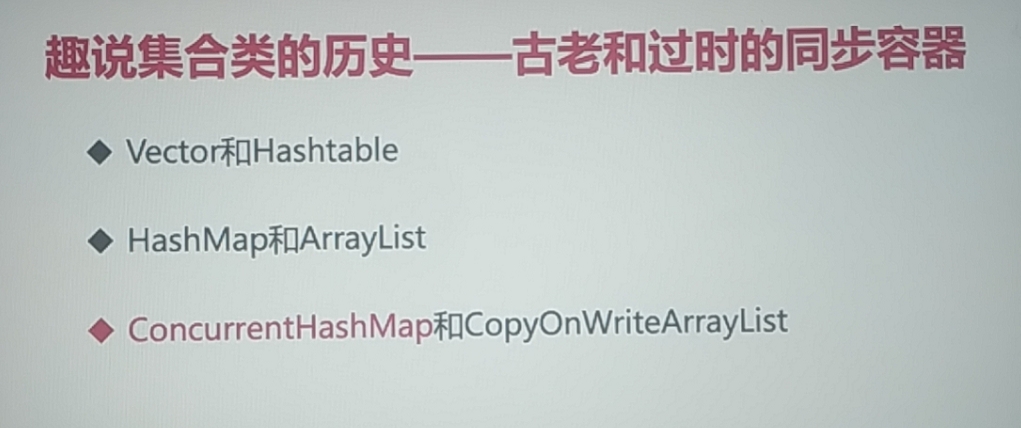 趣说集合类的历史——古老和过时的同步容器
◆ Vector和Hashtable
◆ HashMap和ArrayList
◆ ConcurrentHashMap和CopyOnWriteArrayList